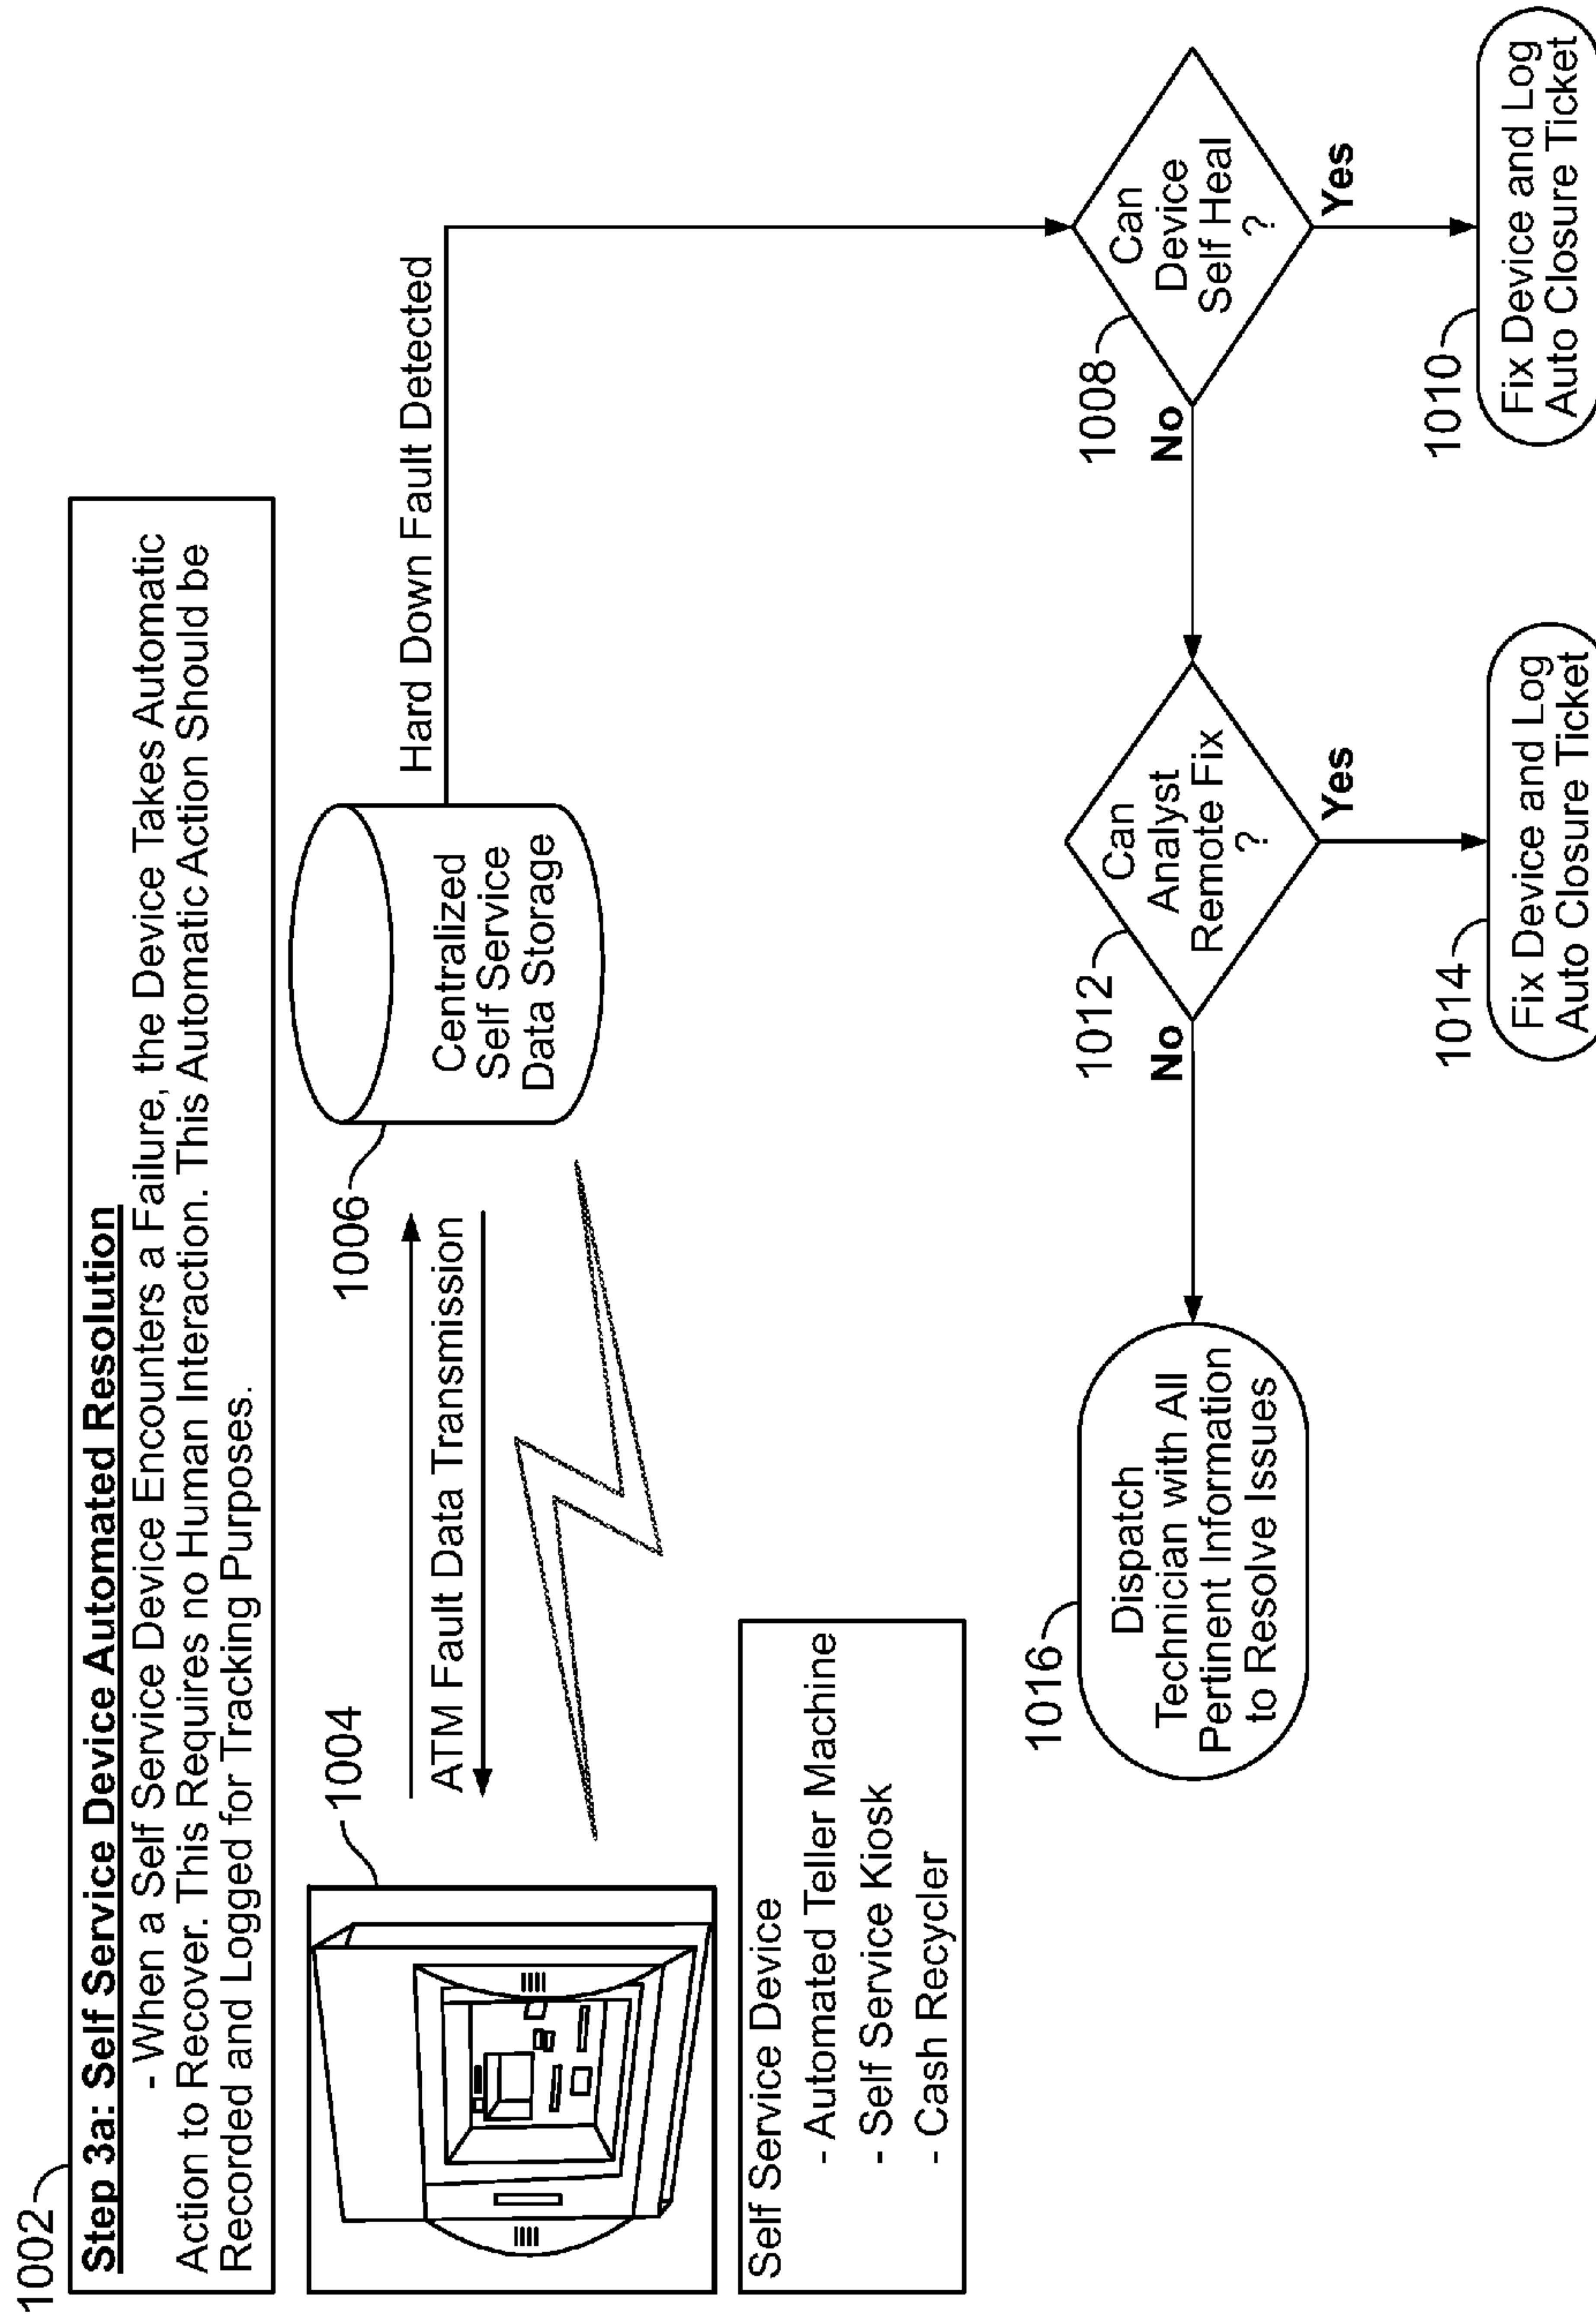 1002
Step 3a: Self Service Device Automated Resolution
- When a Self Service Device Encounters a Failure, the Device Takes Automatic
Action to Recover. This Requires no Human Interaction. This Automatic Action Should be
Recorded and Logged for Tracking Purposes.
1004
ATM Fault Data Transmission
1006
Centralized
Self Service
Data Storage
Hard Down Fault Detected
Self Service Device
- Automated Teller Machine
- Self Service Kiosk
- Cash Recycler
1008
Can
Device
Self Heal
?
No
Yes
1010
Fix Device and Log
Auto Closure Ticket
1012
Can
Analyst
Remote Fix
?
No
Yes
1014
Fix Device and Log
Auto Closure Ticket
1016
Dispatch
Technician with All
Pertinent Information
to Resolve Issues